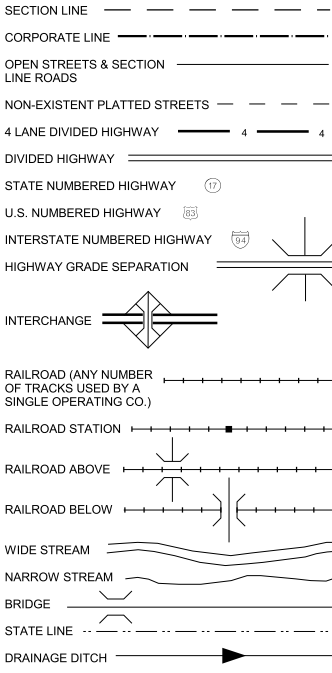 SECTION LINE
CORPORATE LINE
OPEN STREETS & SECTION
LINE ROADS
NON-EXISTENT PLATTED STREETS
4 LANE DIVIDED HIGHWAY 4 4
DIVIDED HIGHWAY
STATE NUMBERED HIGHWAY 17
U.S. NUMBERED HIGHWAY 83
INTERSTATE NUMBERED HIGHWAY 94
HIGHWAY GRADE SEPARATION
INTERCHANGE
RAILROAD (ANY NUMBER
OF TRACKS USED BY A
SINGLE OPERATING CO.)
RAILROAD STATION
RAILROAD ABOVE
RAILROAD BELOW
WIDE STREAM
NARROW STREAM
BRIDGE
STATE LINE
DRAINAGE DITCH